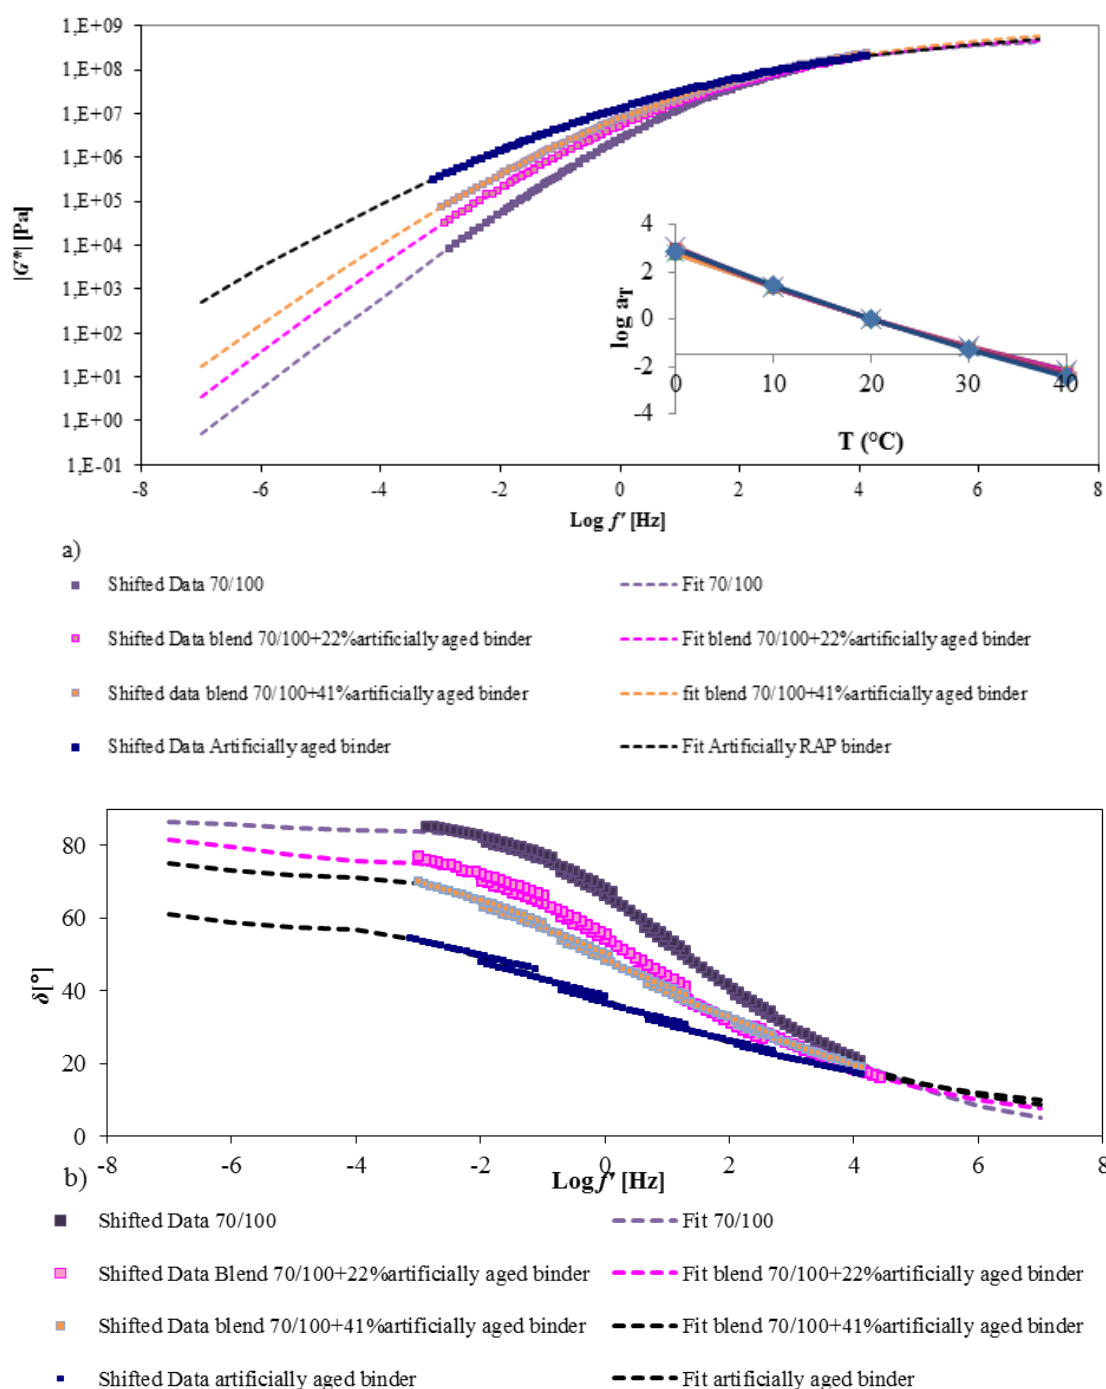 1,E+09
1,E+08
1,E+07
1,E+06
1,E+05
1,E+04
1,E+03
1,E+02
1,E+01
1,E+00
1,E-01
|G*| [Pa]
-8 -6 -4 -2 0 2 4 6 8
Log f' [Hz]
4
2
0
-2
-4
log aT
0 10 20 30 40
T (°C)
a)
Shifted Data 70/100 Fit 70/100
Shifted Data blend 70/100+22%artificially aged binder Fit blend 70/100+22%artificially aged binder
Shifted data blend 70/100+41%artificially aged binder fit blend 70/100+41%artificially aged binder
Shifted Data Artificially aged binder Fit Artificially RAP binder
80
60
40
20
0
δ[°]
-8 -6 -4 -2 0 2 4 6 8
Log f' [Hz]
b)
Shifted Data 70/100 Fit 70/100
Shifted Data Blend 70/100+22%artificially aged binder Fit blend 70/100+22%artificially aged binder
Shifted Data blend 70/100+41%artificially aged binder Fit blend 70/100+41%artificially aged binder
Shifted Data artificially aged binder Fit artificially aged binder